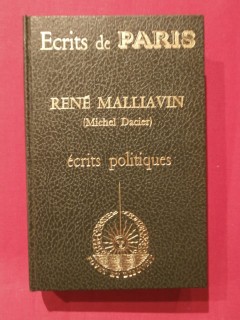 Ecrits de PARIS
RENÉ MALLIAVIN
(Michel Dacier)
écrits politiques